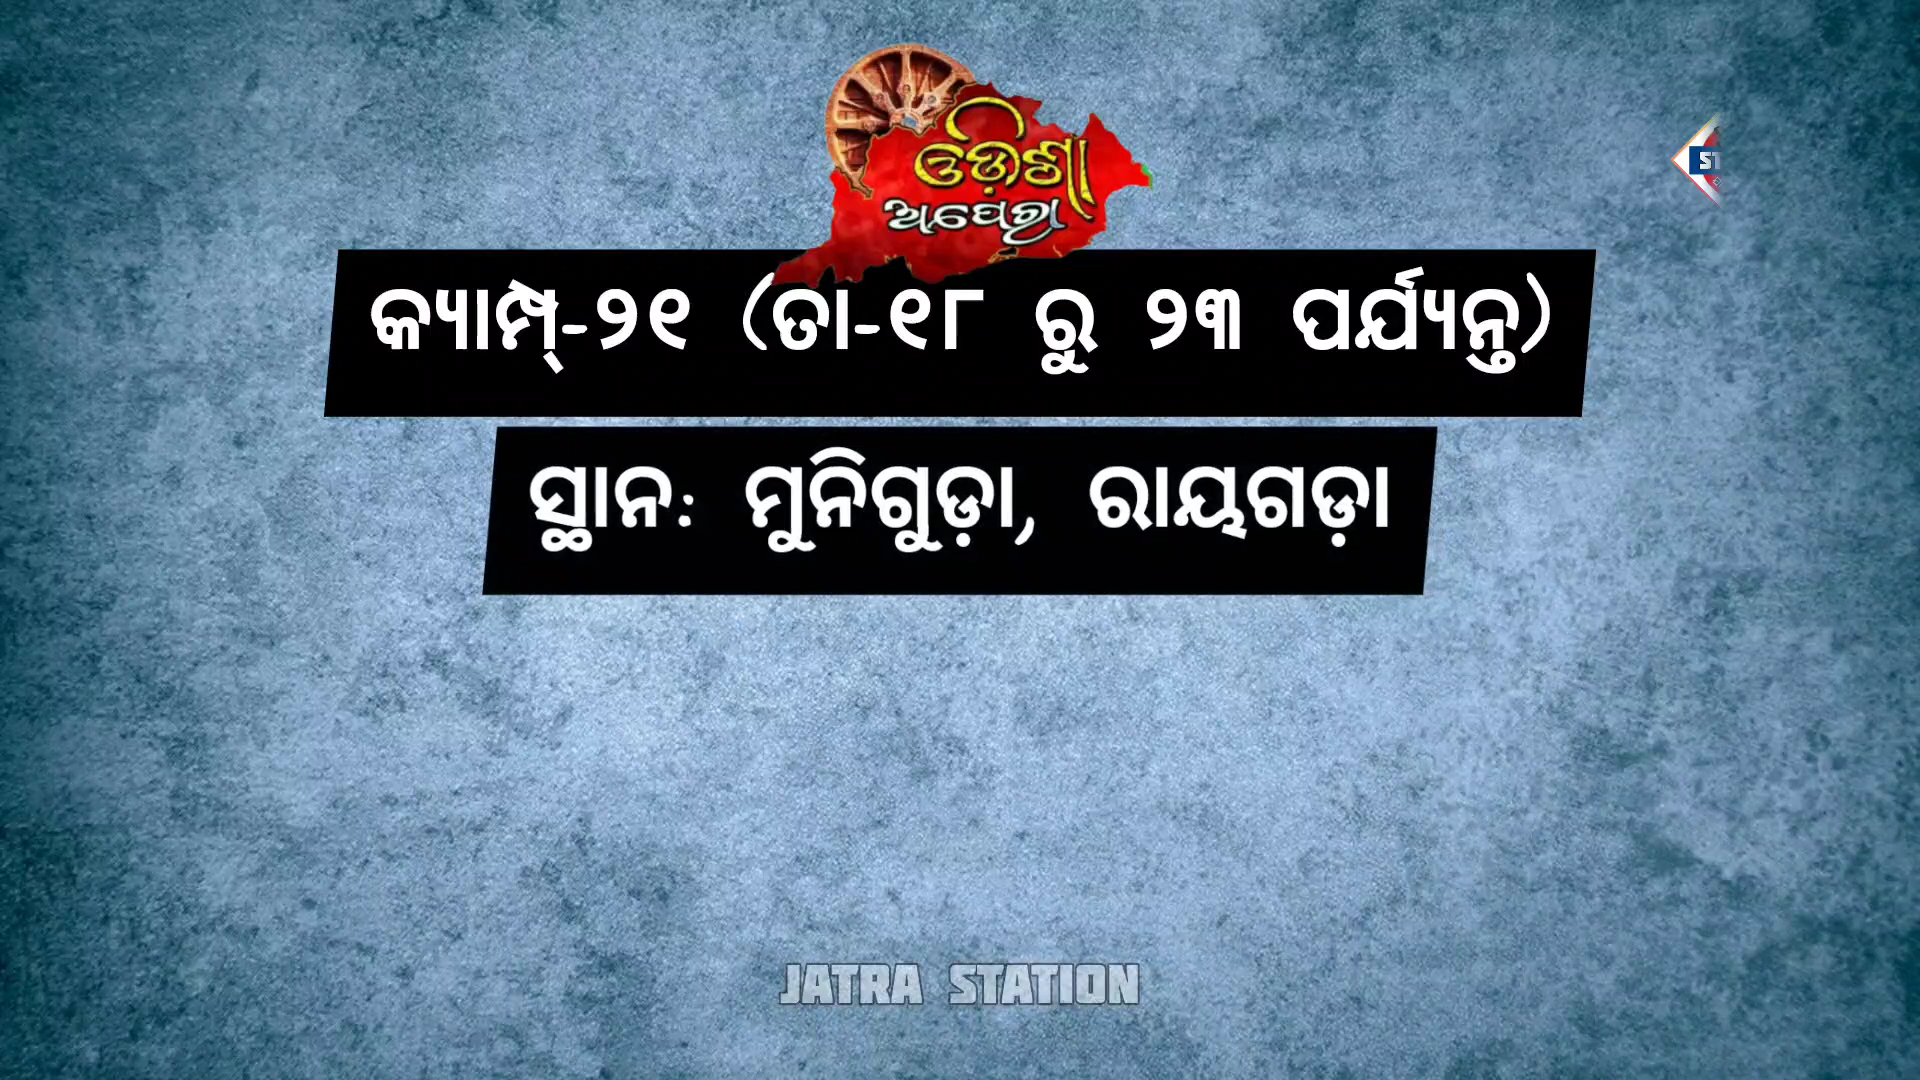 ଓଡ଼ିଶା
ଅପେରା
କ୍ୟାମ୍ପ୍-୨୧ (ତା-୧୮ ରୁ ୨୩ ପର୍ଯ୍ୟନ୍ତ)
ସ୍ଥାନ: ମୁନିଗୁଡ଼ା, ରାୟଗଡ଼ା
JATRA STATION